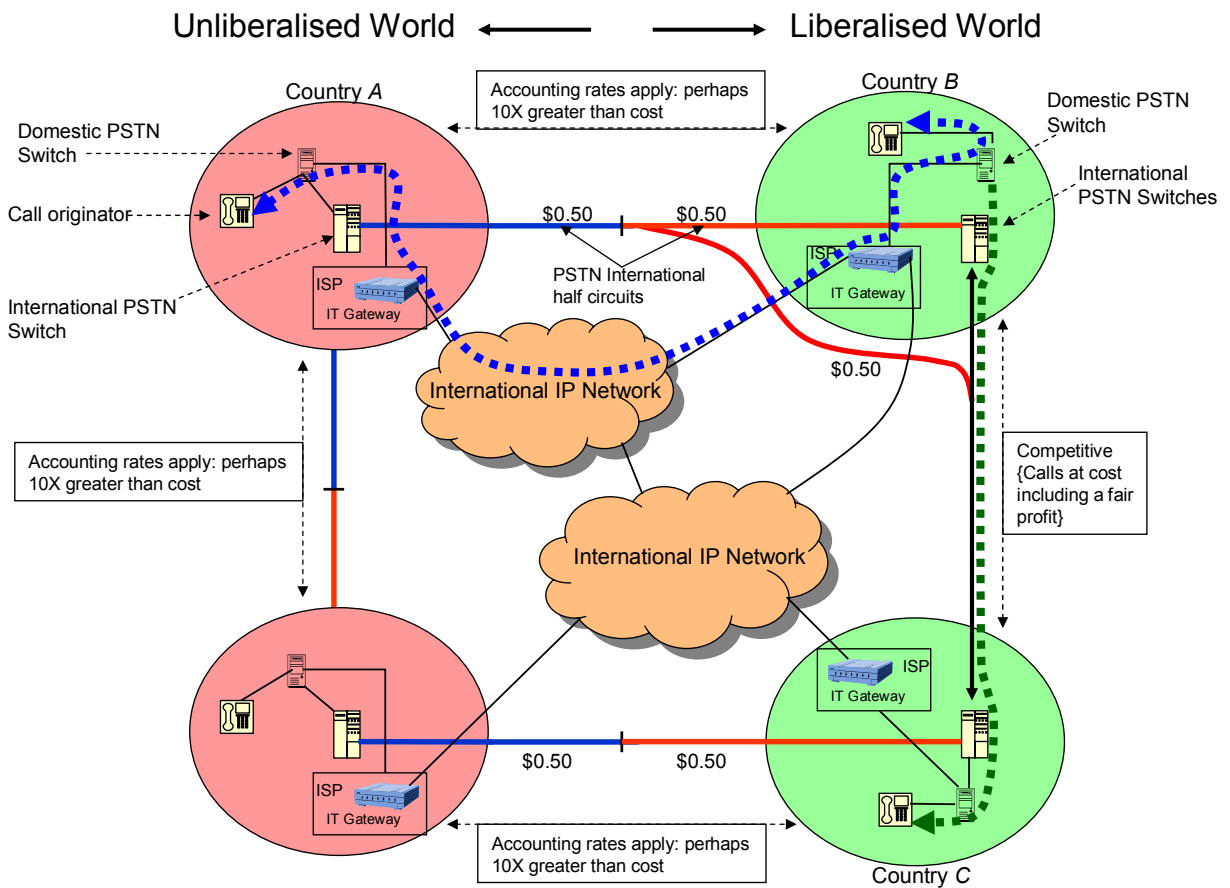 Unliberalised World
Liberalised World
Country A
Accounting rates apply: perhaps
10X greater than cost
Country B
Domestic PSTN
Switch
Domestic PSTN
Switch
Call originator
International
PSTN Switches
$0.50
$0.50
PSTN International
half circuits
ISP
IT Gateway
ISP
IT Gateway
International PSTN
Switch
$0.50
International IP Network
Accounting rates apply: perhaps
10X greater than cost
Competitive
{Calls at cost
including a fair
profit}
International IP Network
ISP
IT Gateway
$0.50
$0.50
ISP
IT Gateway
Accounting rates apply: perhaps
10X greater than cost
Country C